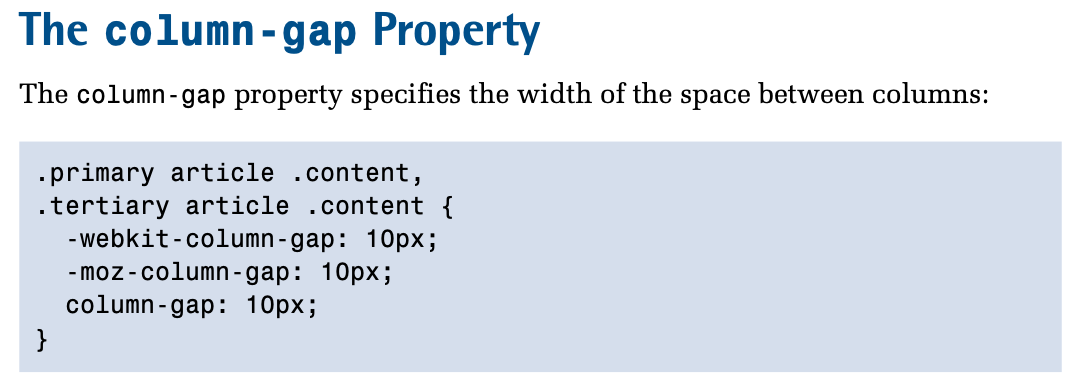 The column-gap Property
The column-gap property specifies the width of the space between columns:
.primary article .content,
.tertiary article .content {
  -webkit-column-gap: 10px;
  -moz-column-gap: 10px;
  column-gap: 10px;
}